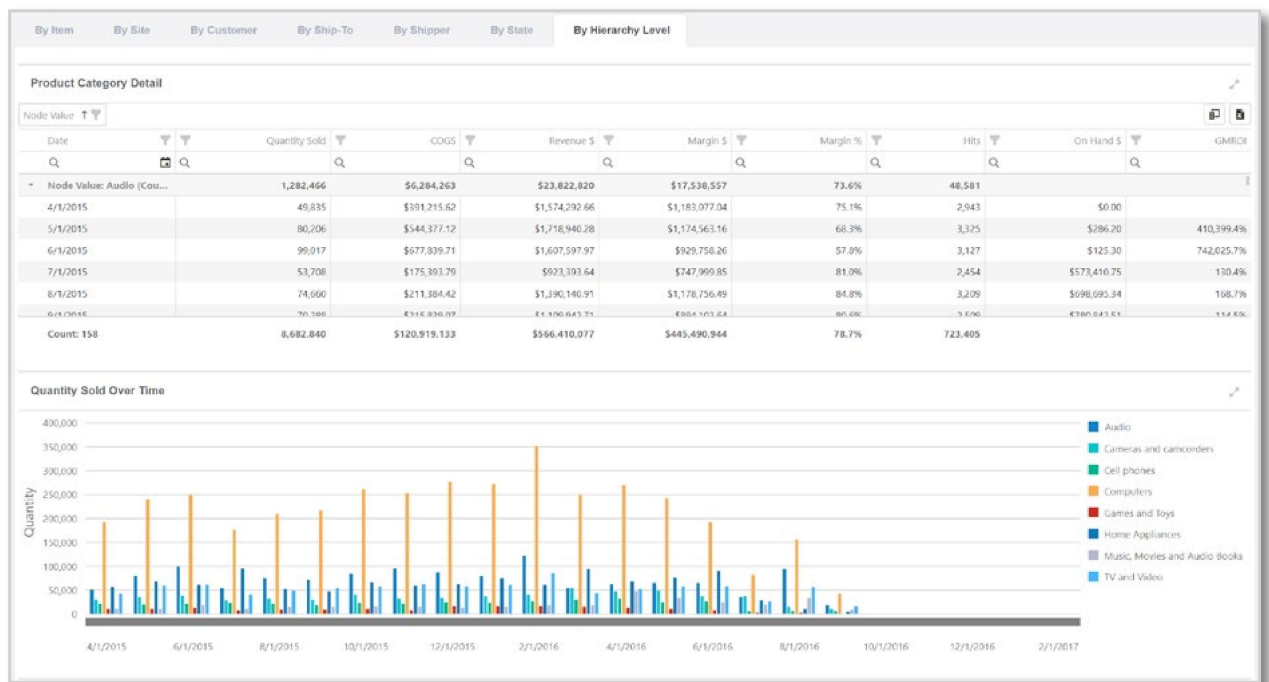 By Item By Site By Customer By Ship-To By Shipper By State By Hierarchy Level
Product Category Detail
Node Value
Date Quantity Sold COGS Revenue $ Margin $ Margin % Hits On Hand $ GMROI
Node Value: Audio (Cou... 1,282,466 $6,284,263 $23,822,820 $17,538,557 73.6% 48,581
4/1/2015 49,835 $391,215.62 $1,574,292.66 $1,183,077.04 75.1% 2,943 $0.00
5/1/2015 80,206 $544,377.12 $1,718,940.28 $1,174,563.16 68.3% 3,325 $286.20 410,399.4%
6/1/2015 99,017 $677,839.71 $1,607,597.97 $929,758.26 57.8% 3,127 $125.30 742,025.7%
7/1/2015 53,708 $175,393.79 $923,393.64 $747,999.85 81.0% 2,454 $573,410.75 130.4%
8/1/2015 74,660 $211,384.42 $1,390,140.91 $1,178,756.49 84.8% 3,209 $698,695.34 168.7%
Count: 158 8,682,840 $120,919,133 $566,410,077 $445,490,944 78.7% 723,405
Quantity Sold Over Time
Quantity
400,000
350,000
300,000
250,000
200,000
150,000
100,000
50,000
0
4/1/2015 6/1/2015 8/1/2015 10/1/2015 12/1/2015 2/1/2016 4/1/2016 6/1/2016 8/1/2016 10/1/2016 12/1/2016 2/1/2017
Audio
Cameras and camcorders
Cell phones
Computers
Games and Toys
Home Appliances
Music, Movies and Audio Books
TV and Video